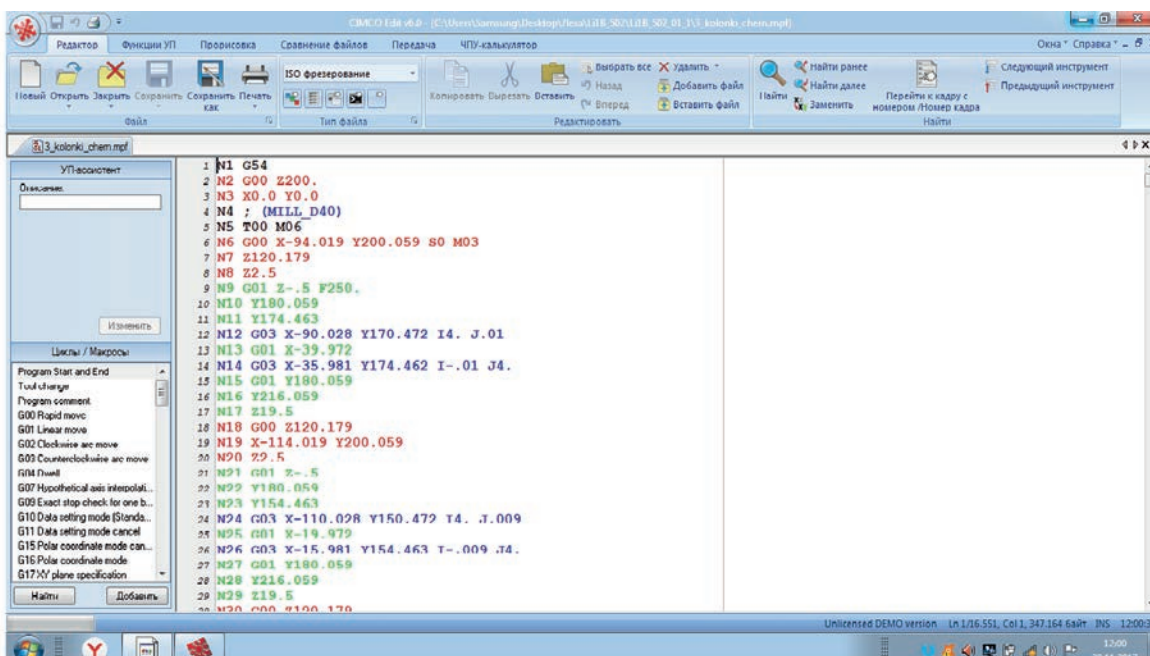 CIMCO Edit v6.0 - [C:\Users\Samsung\Desktop\
Редактор Функции УП Прорисовка Сравнение файлов Передача ЧПУ-калькулятор Окна Справка
ISO фрезерование
Новый Открыть Закрыть Сохранить Сохранить как Печать
Копировать Вырезать Вставить
Выбрать все Удалить
Назад Добавить файл
Вперед Вставить файл
Найти
Найти ранее
Найти далее
Заменить
Перейти к кадру с номером /Номер кадра
Следующий инструмент
Предыдущий инструмент
Файл Тип файла Редактировать Найти
3_kolonki_chem.mpf
УП-ассистент
Описание:
Изменить
Циклы / Макросы
Program Start and End
Tool change
Program comment
G00 Rapid move
G01 Linear move
G02 Clockwise arc move
G03 Counterclockwise arc move
G04 Dwell
G07 Hypothetical axis interpolati...
G09 Exact stop check for one b...
G10 Data setting mode (Standa...
G11 Data setting mode cancel
G15 Polar coordinate mode can...
G16 Polar coordinate mode
G17 XY plane specification
Найти Добавить
1 N1 G54
2 N2 G00 Z200.
3 N3 X0.0 Y0.0
4 N4 ; (MILL_D40)
5 N5 T00 M06
6 N6 G00 X-94.019 Y200.059 S0 M03
7 N7 Z120.179
8 N8 Z2.5
9 N9 G01 Z-.5 F250.
10 N10 Y180.059
11 N11 Y174.463
12 N12 G03 X-90.028 Y170.472 I4. J.01
13 N13 G01 X-39.972
14 N14 G03 X-35.981 Y174.462 I-.01 J4.
15 N15 G01 Y180.059
16 N16 Y216.059
17 N17 Z19.5
18 N18 G00 Z120.179
19 N19 X-114.019 Y200.059
20 N20 Z2.5
21 N21 G01 Z-.5
22 N22 Y180.059
23 N23 Y154.463
24 N24 G03 X-110.028 Y150.472 I4. J.009
25 N25 G01 X-19.972
26 N26 G03 X-15.981 Y154.463 I-.009 J4.
27 N27 G01 Y180.059
28 N28 Y216.059
29 N29 Z19.5
30 N30 G00 Z120.179
Unlicensed DEMO version Ln 1/16.551, Col 1, 347.164 байт INS 12:00:3
12:00